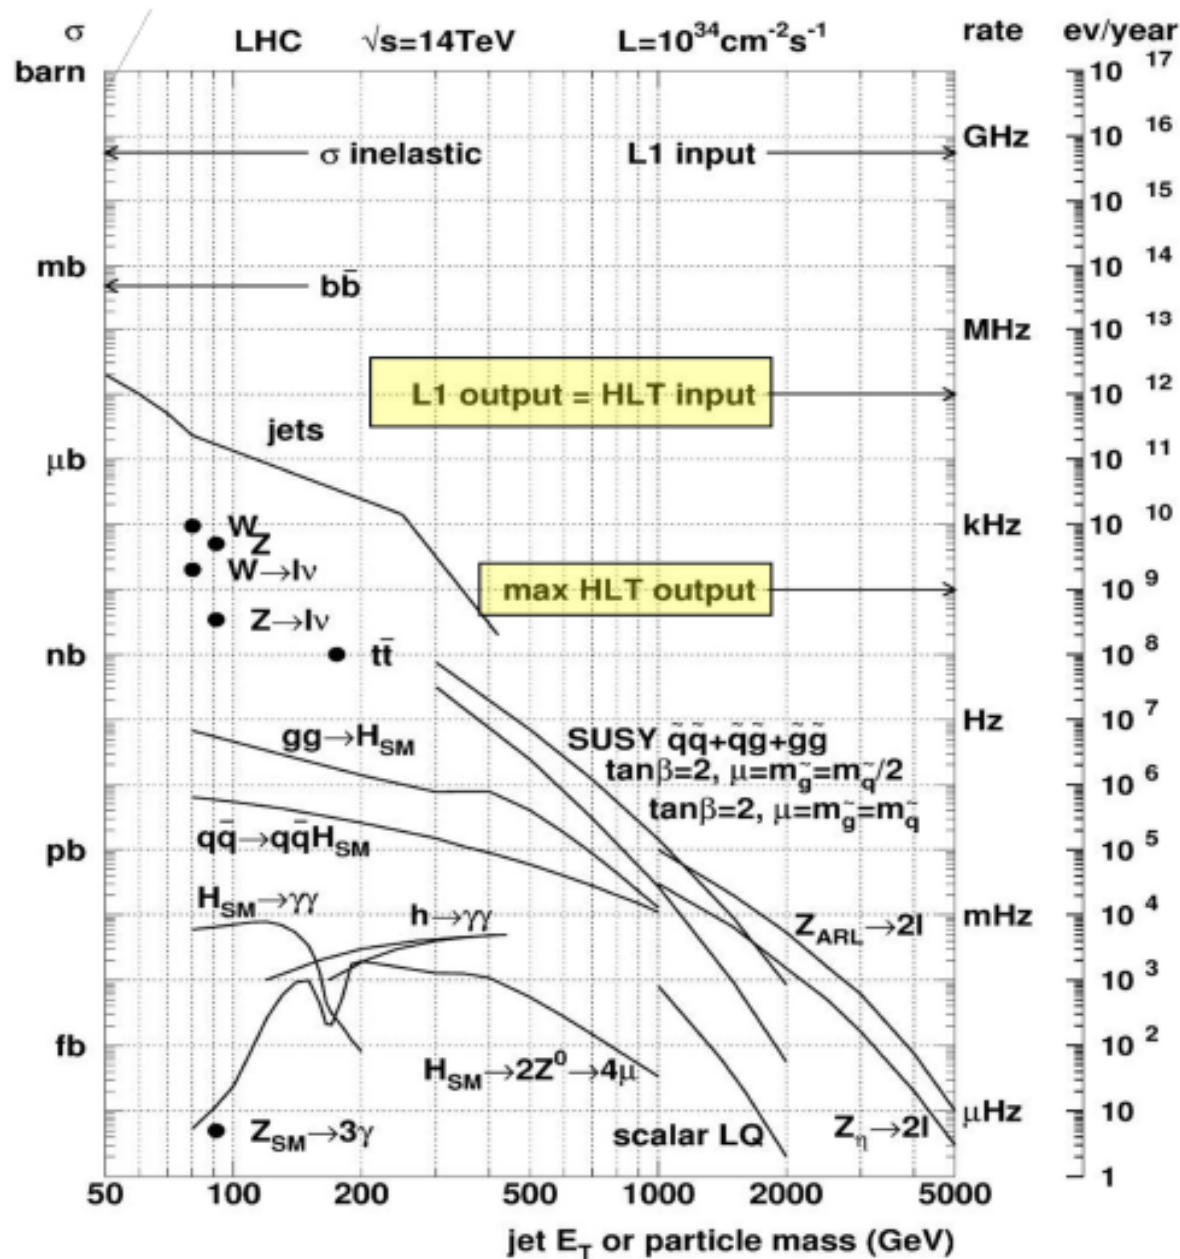 σ LHC √s=14TeV L=10³⁴cm⁻²s⁻¹ rate ev/year
barn 10¹⁷
GHz 10¹⁶
σ inelastic L1 input
10¹⁵
mb 10¹⁴
bb̄
MHz 10¹³
L1 output = HLT input 10¹²
jets
μb 10¹¹
W kHz 10¹⁰
Z
W→lν max HLT output 10⁹
Z→lν
nb tt̄ 10⁸
Hz 10⁷
gg→H_SM SUSY q̃q̃+q̃g̃+g̃g̃
tanβ=2, μ=m_g̃=m_q̃/2 10⁶
tanβ=2, μ=m_g̃=m_q̃
qq̄→qq̄H_SM
pb 10⁵
H_SM→γγ
h→γγ Z_ARL→2l mHz 10⁴
10³
fb 10²
H_SM→2Z⁰→4μ
μHz 10
Z_SM→3γ scalar LQ Z_η→2l
1
50 100 200 500 1000 2000 5000
jet E_T or particle mass (GeV)